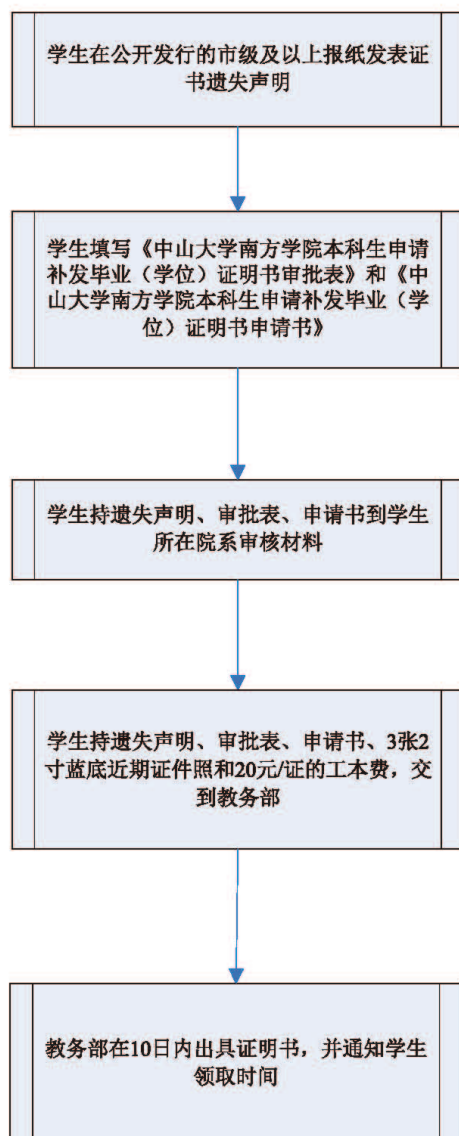 学生在公开发行的市级及以上报纸发表证
书遗失声明
学生填写《中山大学南方学院本科生申请
补发毕业（学位）证明书审批表》和《中
山大学南方学院本科生申请补发毕业（学
位）证明书申请书》
学生持遗失声明、审批表、申请书到学生
所在院系审核材料
学生持遗失声明、审批表、申请书、3张2
寸蓝底近期证件照和20元/证的工本费，交
到教务部
教务部在10日内出具证明书，并通知学生
领取时间